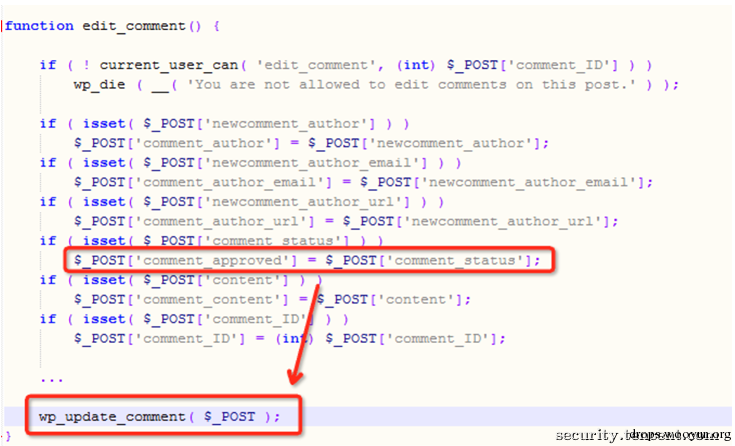 function edit_comment() {
if ( ! current_user_can( 'edit_comment', (int) $_POST['comment_ID'] ) )
wp_die ( __( 'You are not allowed to edit comments on this post.' ) );
if ( isset( $_POST['newcomment_author'] ) )
$_POST['comment_author'] = $_POST['newcomment_author'];
if ( isset( $_POST['newcomment_author_email'] ) )
$_POST['comment_author_email'] = $_POST['newcomment_author_email'];
if ( isset( $_POST['newcomment_author_url'] ) )
$_POST['comment_author_url'] = $_POST['newcomment_author_url'];
if ( isset( $_POST['comment_status'] ) )
$_POST['comment_approved'] = $_POST['comment_status'];
if ( isset( $_POST['content'] ) )
$_POST['comment_content'] = $_POST['content'];
if ( isset( $_POST['comment_ID'] ) )
$_POST['comment_ID'] = (int) $_POST['comment_ID'];
...
wp_update_comment( $_POST );
}
drops.wooyun.org